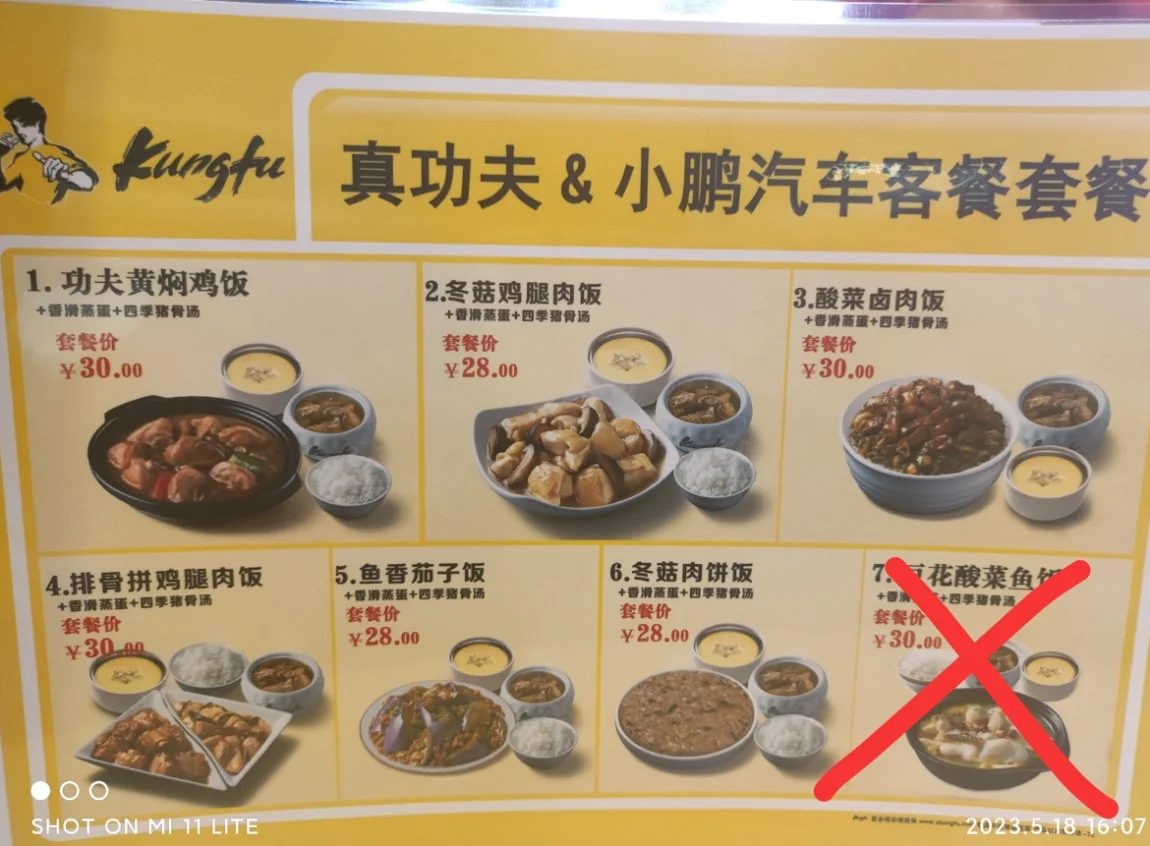 Kungfu
真功夫 & 小鹏汽车客餐套餐
1. 功夫黄焖鸡饭
+香滑蒸蛋+四季猪骨汤
套餐价
￥30.00
2.冬菇鸡腿肉饭
+香滑蒸蛋+四季猪骨汤
套餐价
￥28.00
3.酸菜卤肉饭
+香滑蒸蛋+四季猪骨汤
套餐价
￥30.00
4.排骨拼鸡腿肉饭
+香滑蒸蛋+四季猪骨汤
套餐价
￥30.00
5.鱼香茄子饭
+香滑蒸蛋+四季猪骨汤
套餐价
￥28.00
6.冬菇肉饼饭
+香滑蒸蛋+四季猪骨汤
套餐价
￥28.00
7.豆花酸菜鱼饭
+香滑蒸蛋+四季猪骨汤
套餐价
￥30.00
SHOT ON MI 11 LITE
2023.5.18 16:07